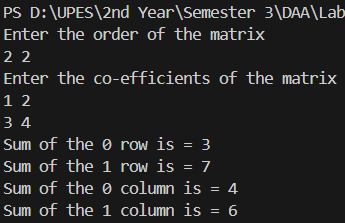 PS D:\UPES\2nd Year\Semester 3\DAA\Lab
Enter the order of the matrix
2 2
Enter the co-efficients of the matrix
1 2
3 4
Sum of the 0 row is = 3
Sum of the 1 row is = 7
Sum of the 0 column is = 4
Sum of the 1 column is = 6